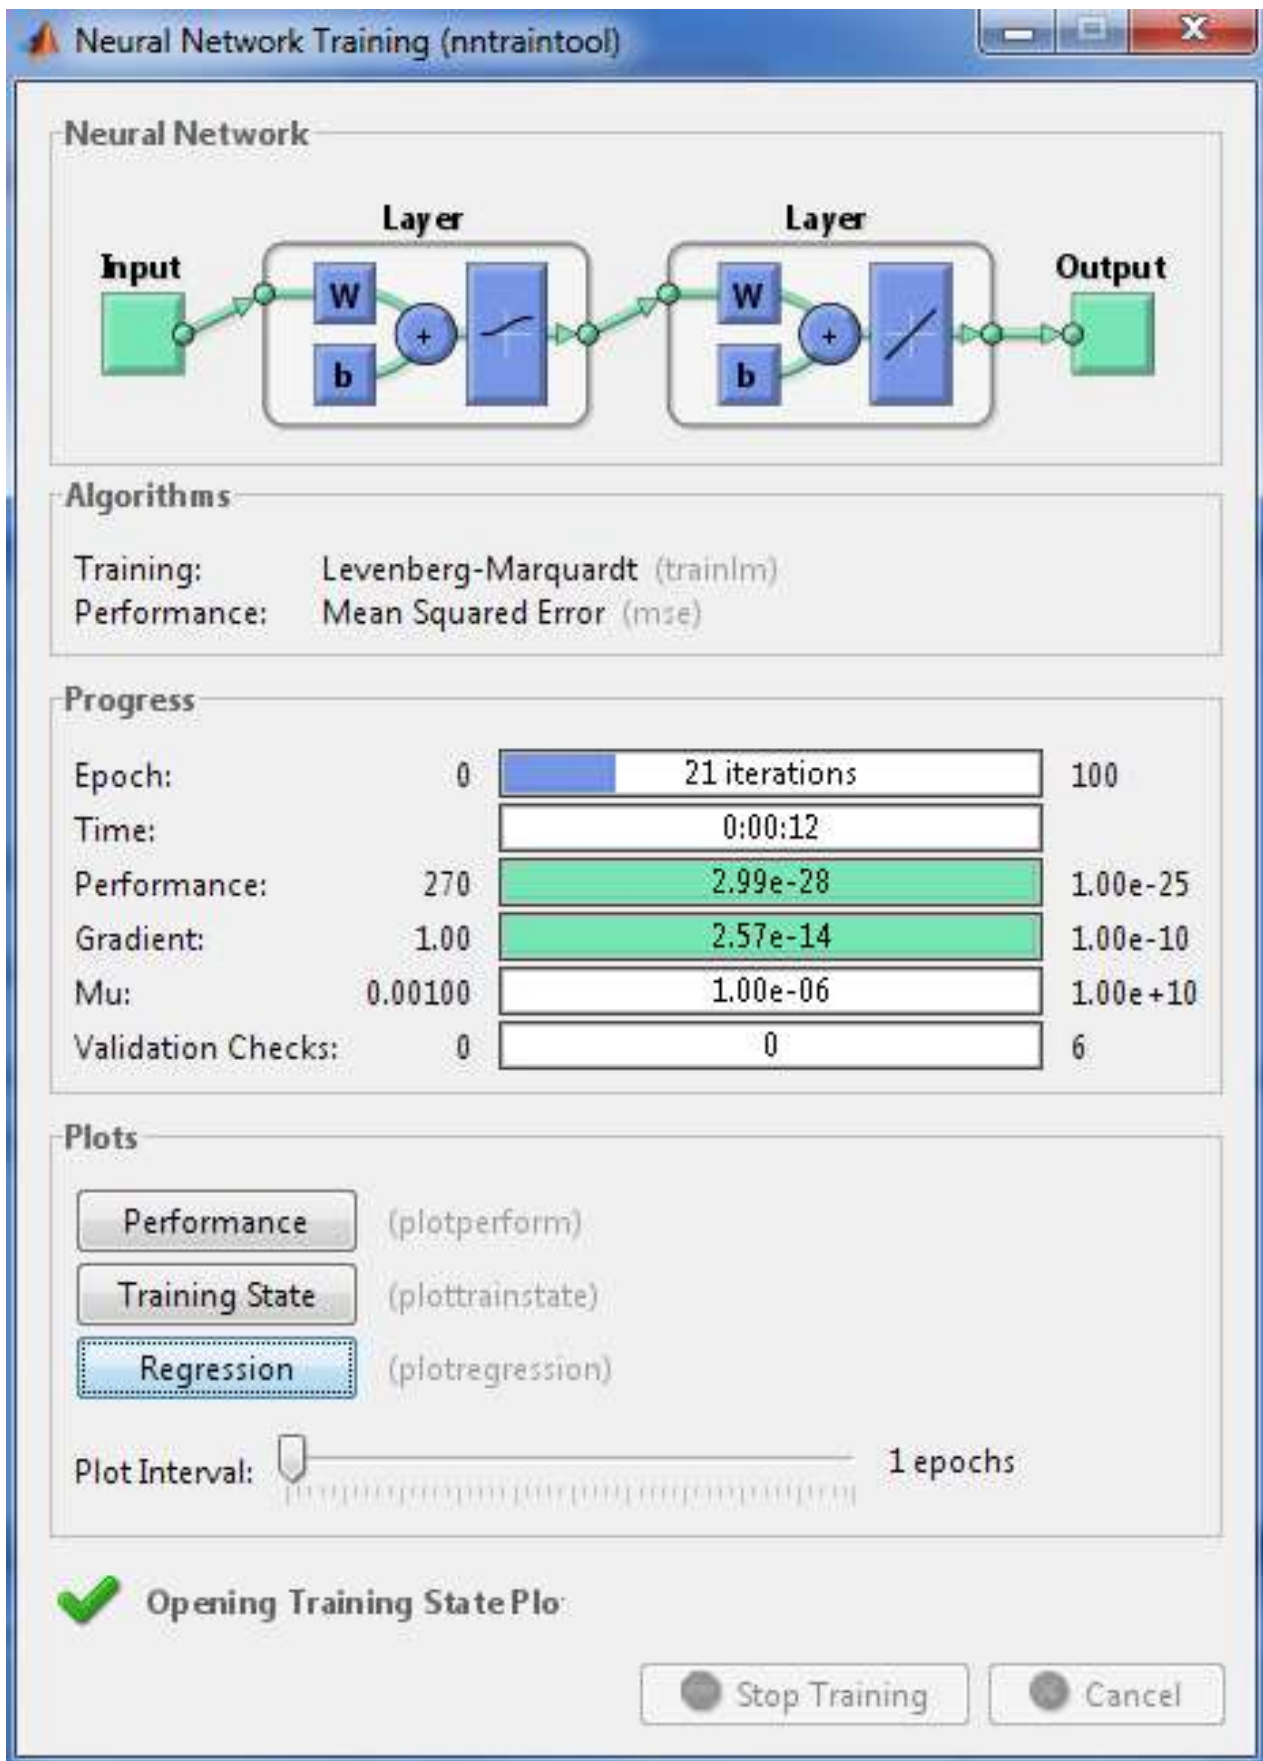 Neural Network Training (nntraintool)
Neural Network
Layer Layer
Input Output
W W
+ +
b b
Algorithms
Training: Levenberg-Marquardt (trainlm)
Performance: Mean Squared Error (mse)
Progress
Epoch: 0 21 iterations 100
Time: 0:00:12
Performance: 270 2.99e-28 1.00e-25
Gradient: 1.00 2.57e-14 1.00e-10
Mu: 0.00100 1.00e-06 1.00e+10
Validation Checks: 0 0 6
Plots
Performance (plotperform)
Training State (plottrainstate)
Regression (plotregression)
Plot Interval: 1 epochs
Opening Training State Plo
Stop Training Cancel